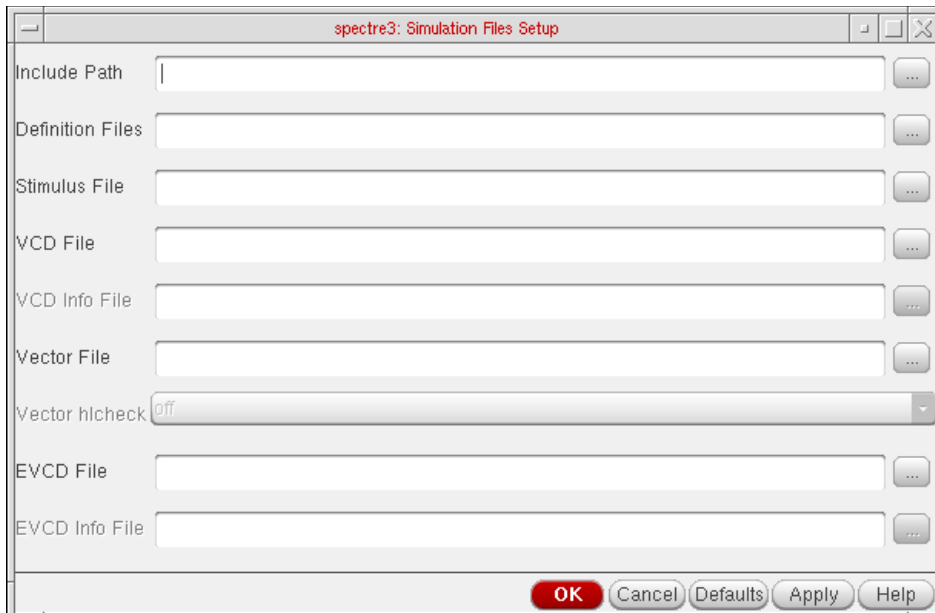 spectre3: Simulation Files Setup
Include Path
...
Definition Files
...
Stimulus File
...
VCD File
...
VCD Info File
...
Vector File
...
Vector hlcheck off
EVCD File
...
EVCD Info File
...
OK Cancel Defaults Apply Help